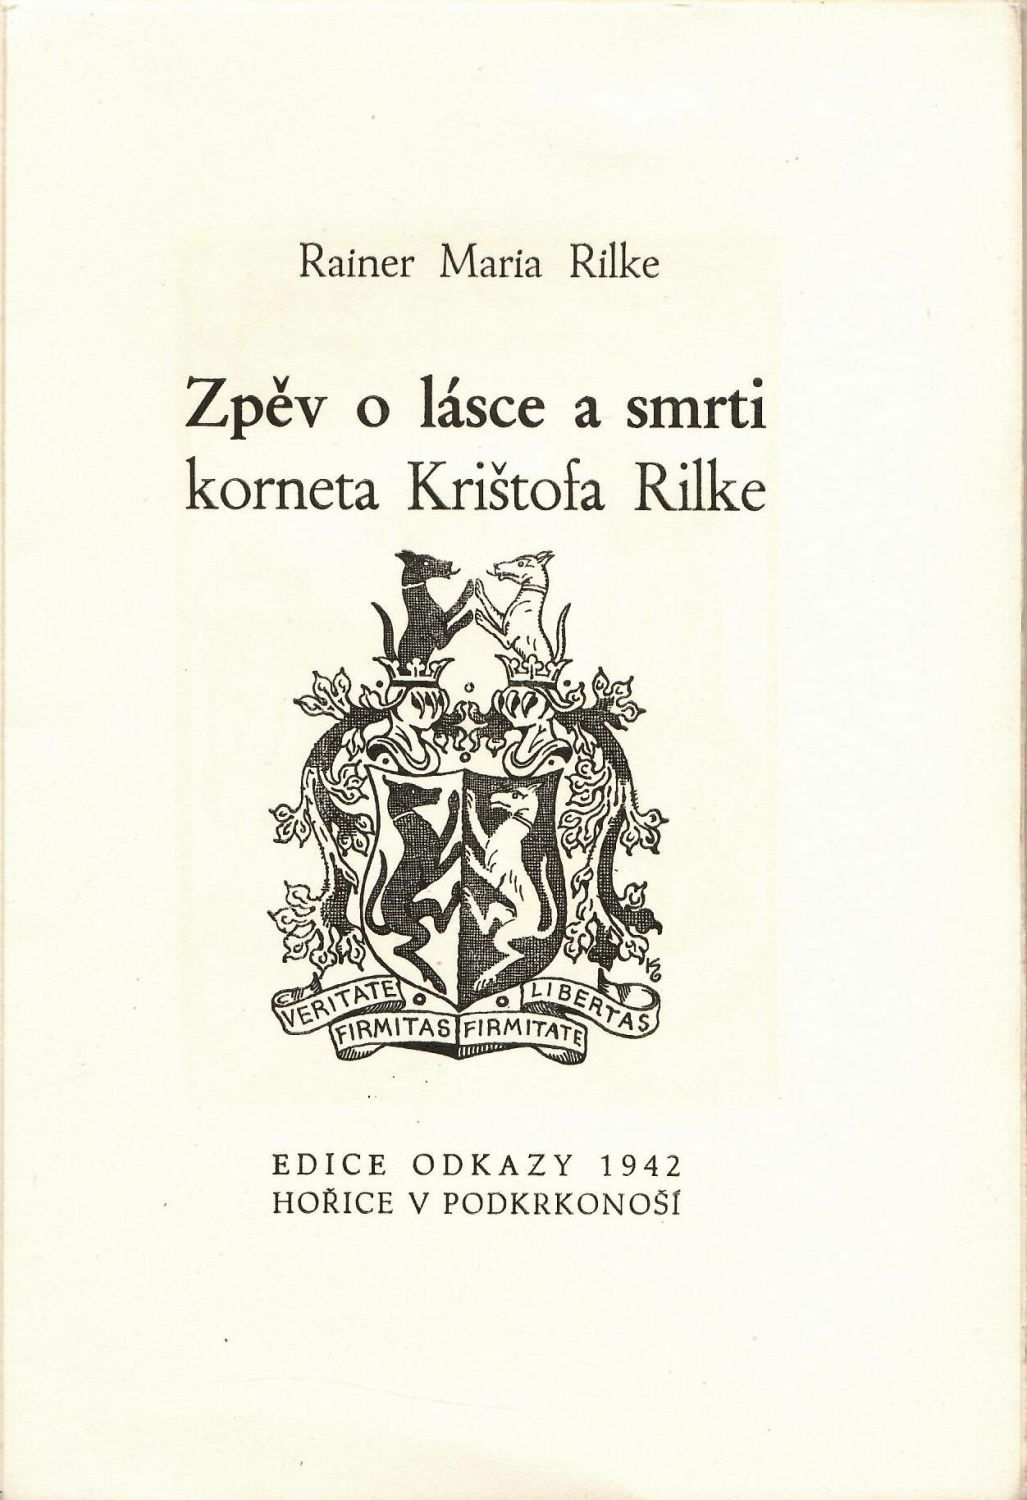 Rainer Maria Rilke
Zpěv o lásce a smrti
korneta Krištofa Rilke
VERITATE LIBERTAS
FIRMITAS FIRMITATE
EDICE ODKAZY 1942
HOŘICE V PODKRKONOŠÍ